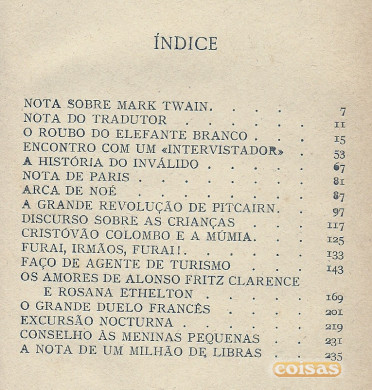 ÍNDICE
NOTA SOBRE MARK TWAIN. . . . 7
NOTA DO TRADUTOR . . . . 11
O ROUBO DO ELEFANTE BRANCO . . . . 15
ENCONTRO COM UM «INTERVISTADOR» . . 53
A HISTÓRIA DO INVÁLIDO . . . . 67
NOTA DE PARIS . . . . . 81
ARCA DE NOÉ . . . . . 87
A GRANDE REVOLUÇÃO DE PITCAIRN. . . 97
DISCURSO SOBRE AS CRIANÇAS . . . 117
CRISTÓVÃO COLOMBO E A MÚMIA. . . . 125
FURAI, IRMÃOS, FURAI!. . . . . 133
FAÇO DE AGENTE DE TURISMO . . . . 143
OS AMORES DE ALONSO FRITZ CLARENCE
E ROSANA ETHELTON . . . . 169
O GRANDE DUELO FRANCÊS . . . . 201
EXCURSÃO NOCTURNA . . . . . 219
CONSELHO ÀS MENINAS PEQUENAS . . . 231
A NOTA DE UM MILHÃO DE LIBRAS . . . 235
coisas